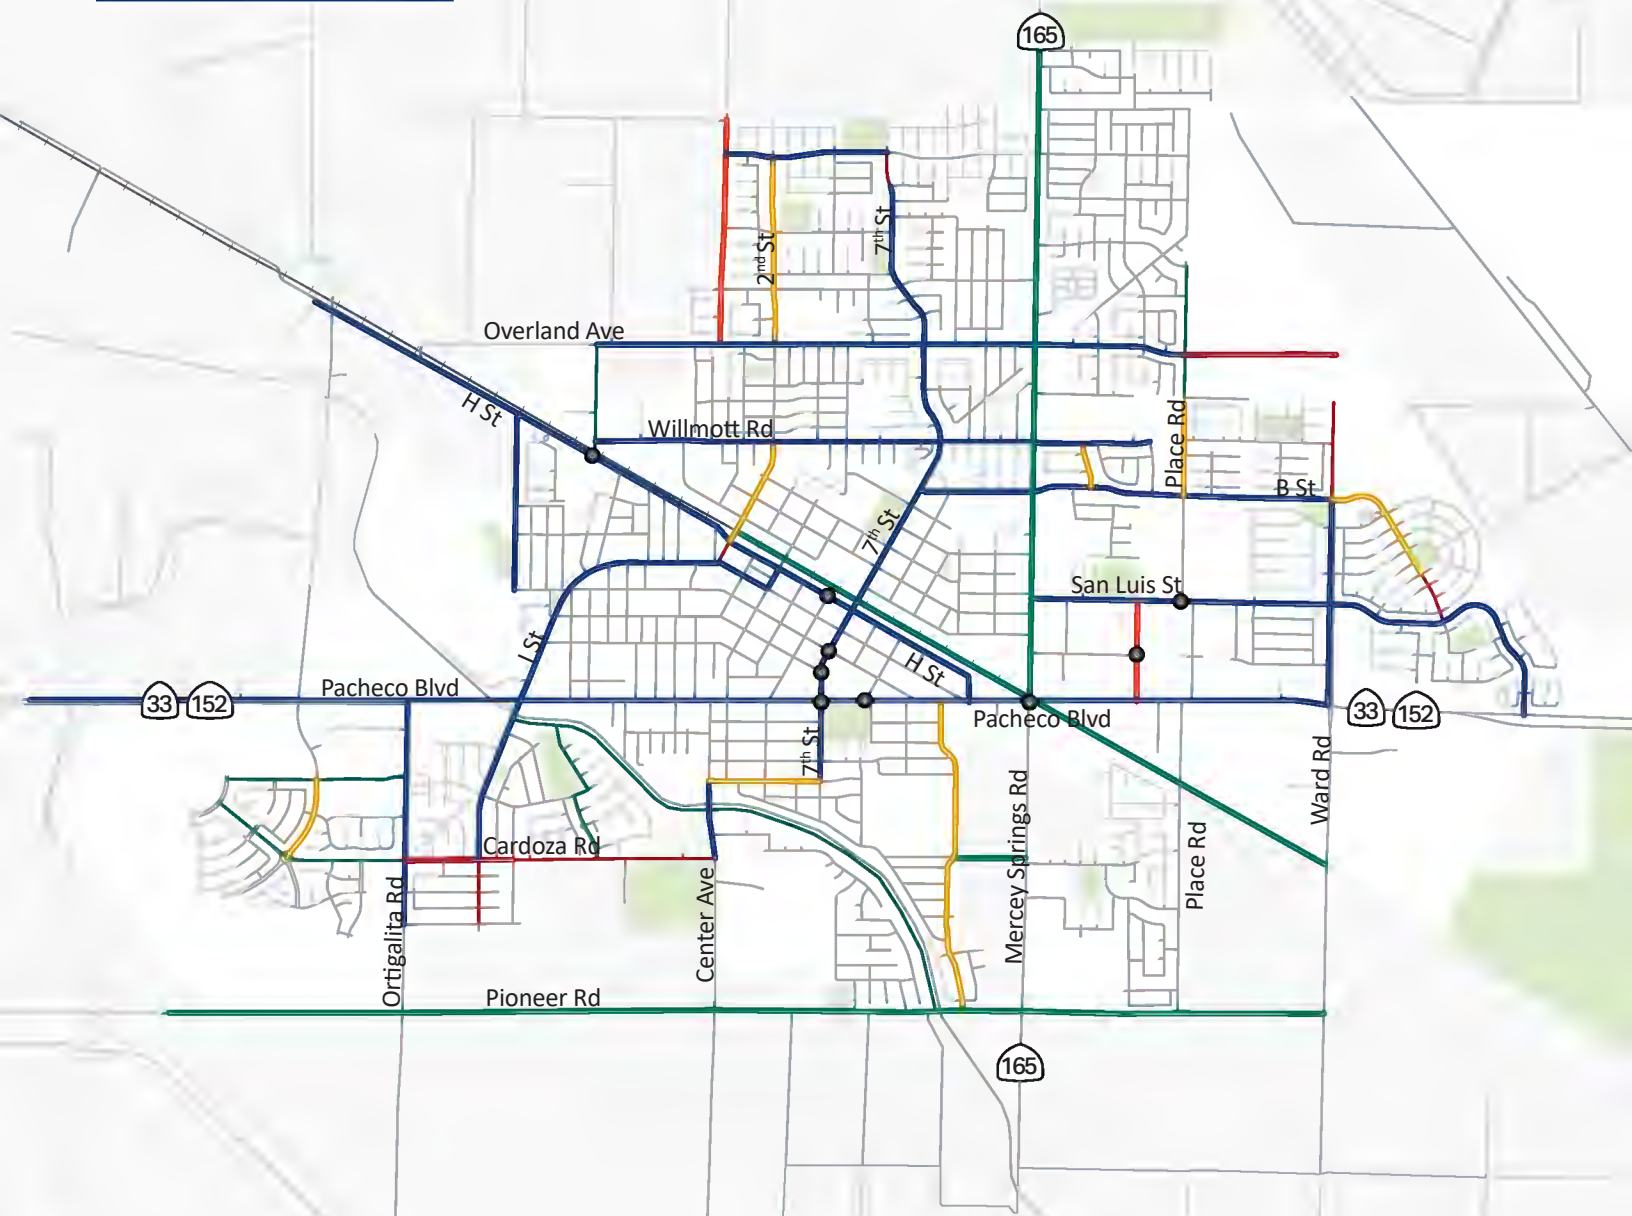 165
7th St
2nd St
Overland Ave
H St
Willmott Rd
Place Rd
B St
7th St
San Luis St
I St
H St
Pacheco Blvd
33
152
33
152
Pacheco Blvd
7th St
Ward Rd
Mercey Springs Rd
Cardoza Rd
Place Rd
Center Ave
Ortigalita Rd
Pioneer Rd
165